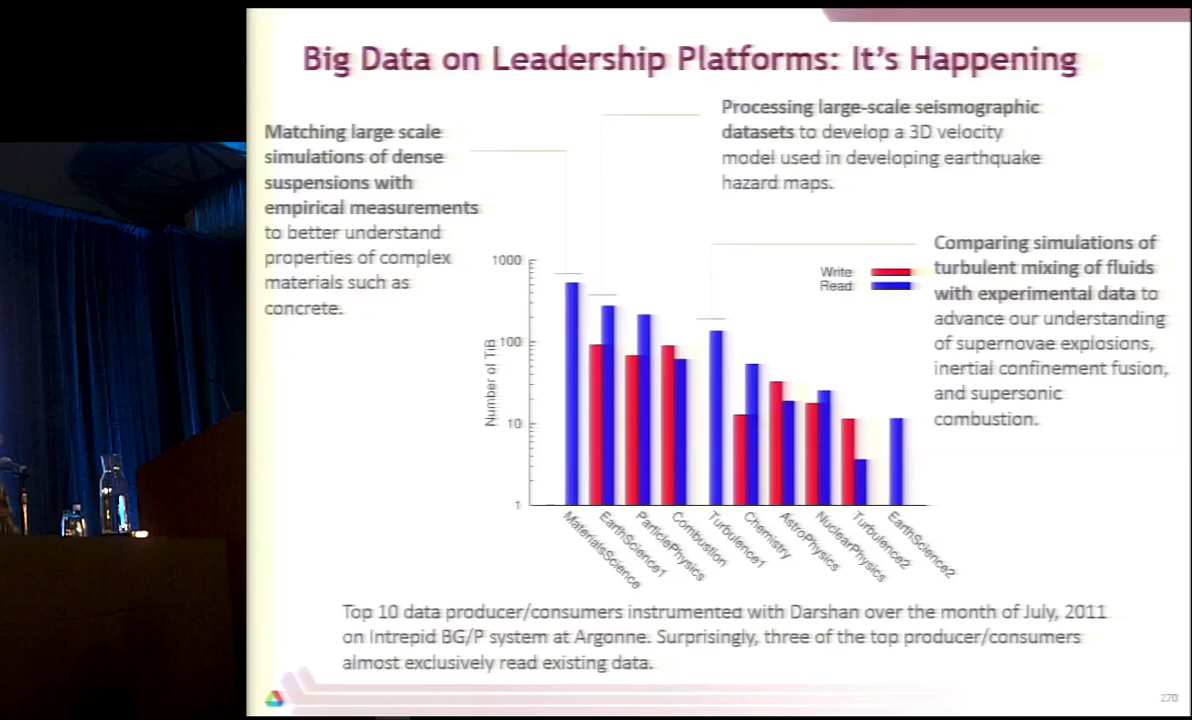 Big Data on Leadership Platforms: It's Happening
Matching large scale
simulations of dense
suspensions with
empirical measurements
to better understand
properties of complex
materials such as
concrete.
Processing large-scale seismographic
datasets to develop a 3D velocity
model used in developing earthquake
hazard maps.
Comparing simulations of
turbulent mixing of fluids
with experimental data to
advance our understanding
of supernovae explosions,
inertial confinement fusion,
and supersonic
combustion.
Write
Read
Number of TiB
1000
100
10
1
MaterialsScience
EarthScience1
ParticlePhysics
Combustion
Turbulence1
Chemistry
AstroPhysics
NuclearPhysics
Turbulence2
EarthScience2
Top 10 data producer/consumers instrumented with Darshan over the month of July, 2011
on Intrepid BG/P system at Argonne. Surprisingly, three of the top producer/consumers
almost exclusively read existing data.
270